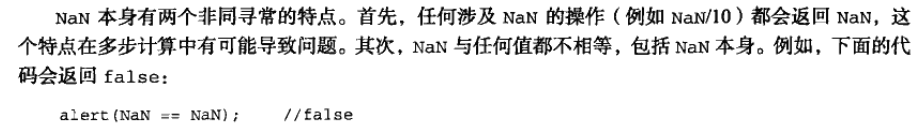 NaN 本身有两个非同寻常的特点。首先，任何涉及 NaN 的操作（例如 NaN/10）都会返回 NaN，这
个特点在多步计算中有可能导致问题。其次，NaN 与任何值都不相等，包括 NaN 本身。例如，下面的代
码会返回 false：
alert(NaN == NaN);    //false